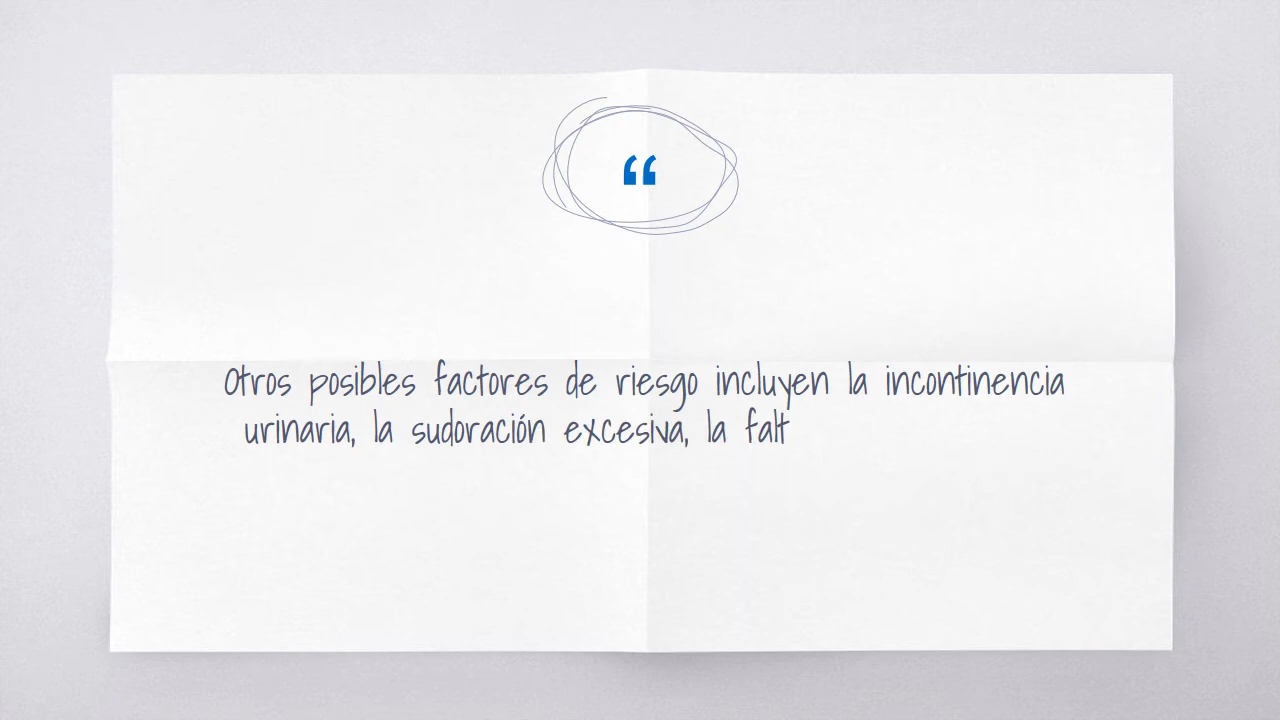 “
Otros posibles factores de riesgo incluyen la incontinencia
urinaria, la sudoración excesiva, la falt